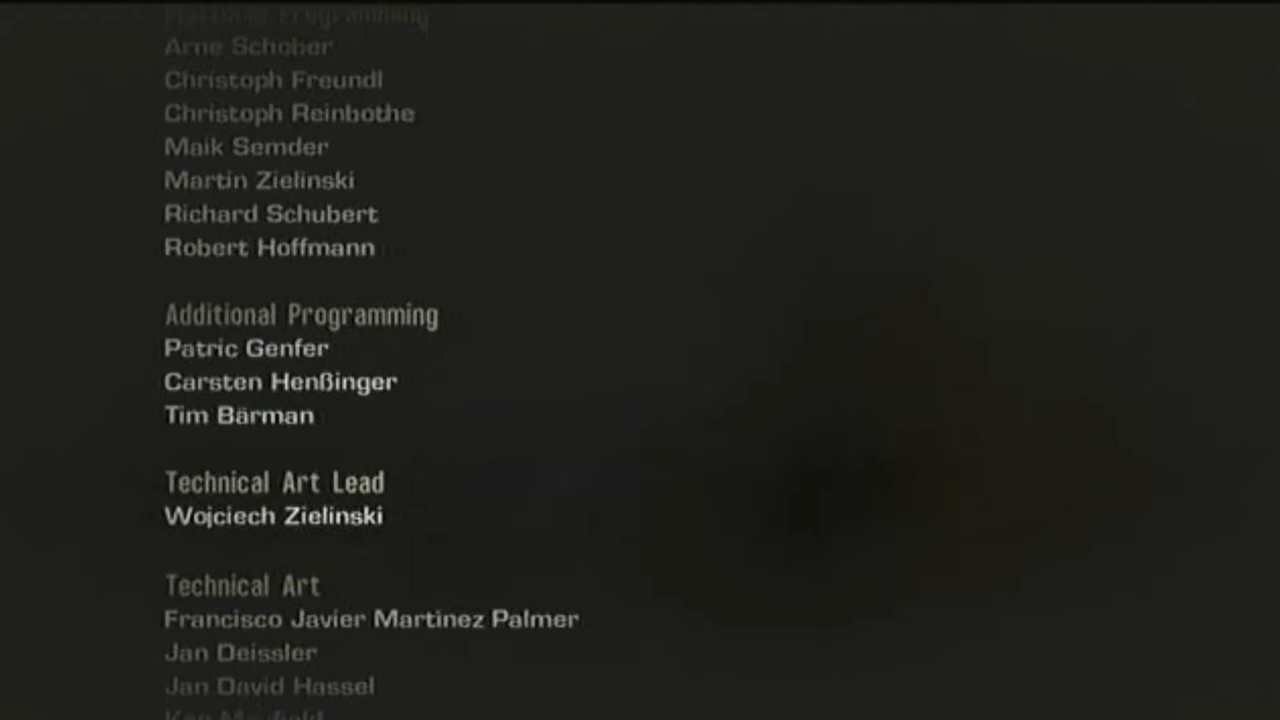 Programming
Arne Schober
Christoph Freundl
Christoph Reinbothe
Maik Semder
Martin Zielinski
Richard Schubert
Robert Hoffmann
Additional Programming
Patric Genfer
Carsten Henßinger
Tim Bärman
Technical Art Lead
Wojciech Zielinski
Technical Art
Francisco Javier Martinez Palmer
Jan Deissler
Jan David Hassel